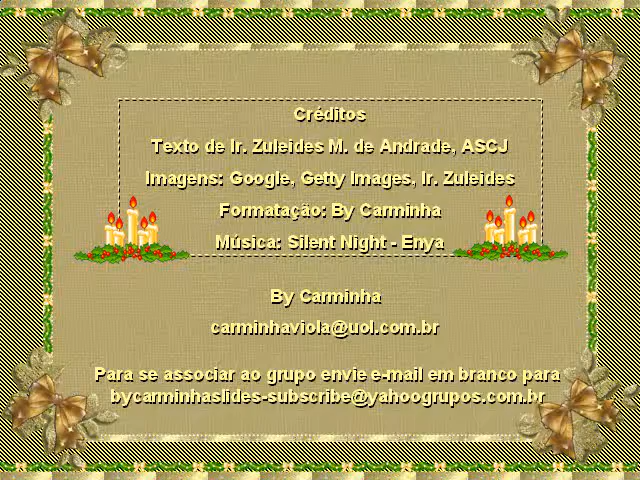 Créditos
Texto de Ir. Zuleides M. de Andrade, ASCJ
Imagens: Google, Getty Images, Ir. Zuleides
Formatação: By Carminha
Música: Silent Night - Enya
By Carminha
carminhaviola@uol.com.br
Para se associar ao grupo envie e-mail em branco para
bycarminhaslides-subscribe@yahoogrupos.com.br